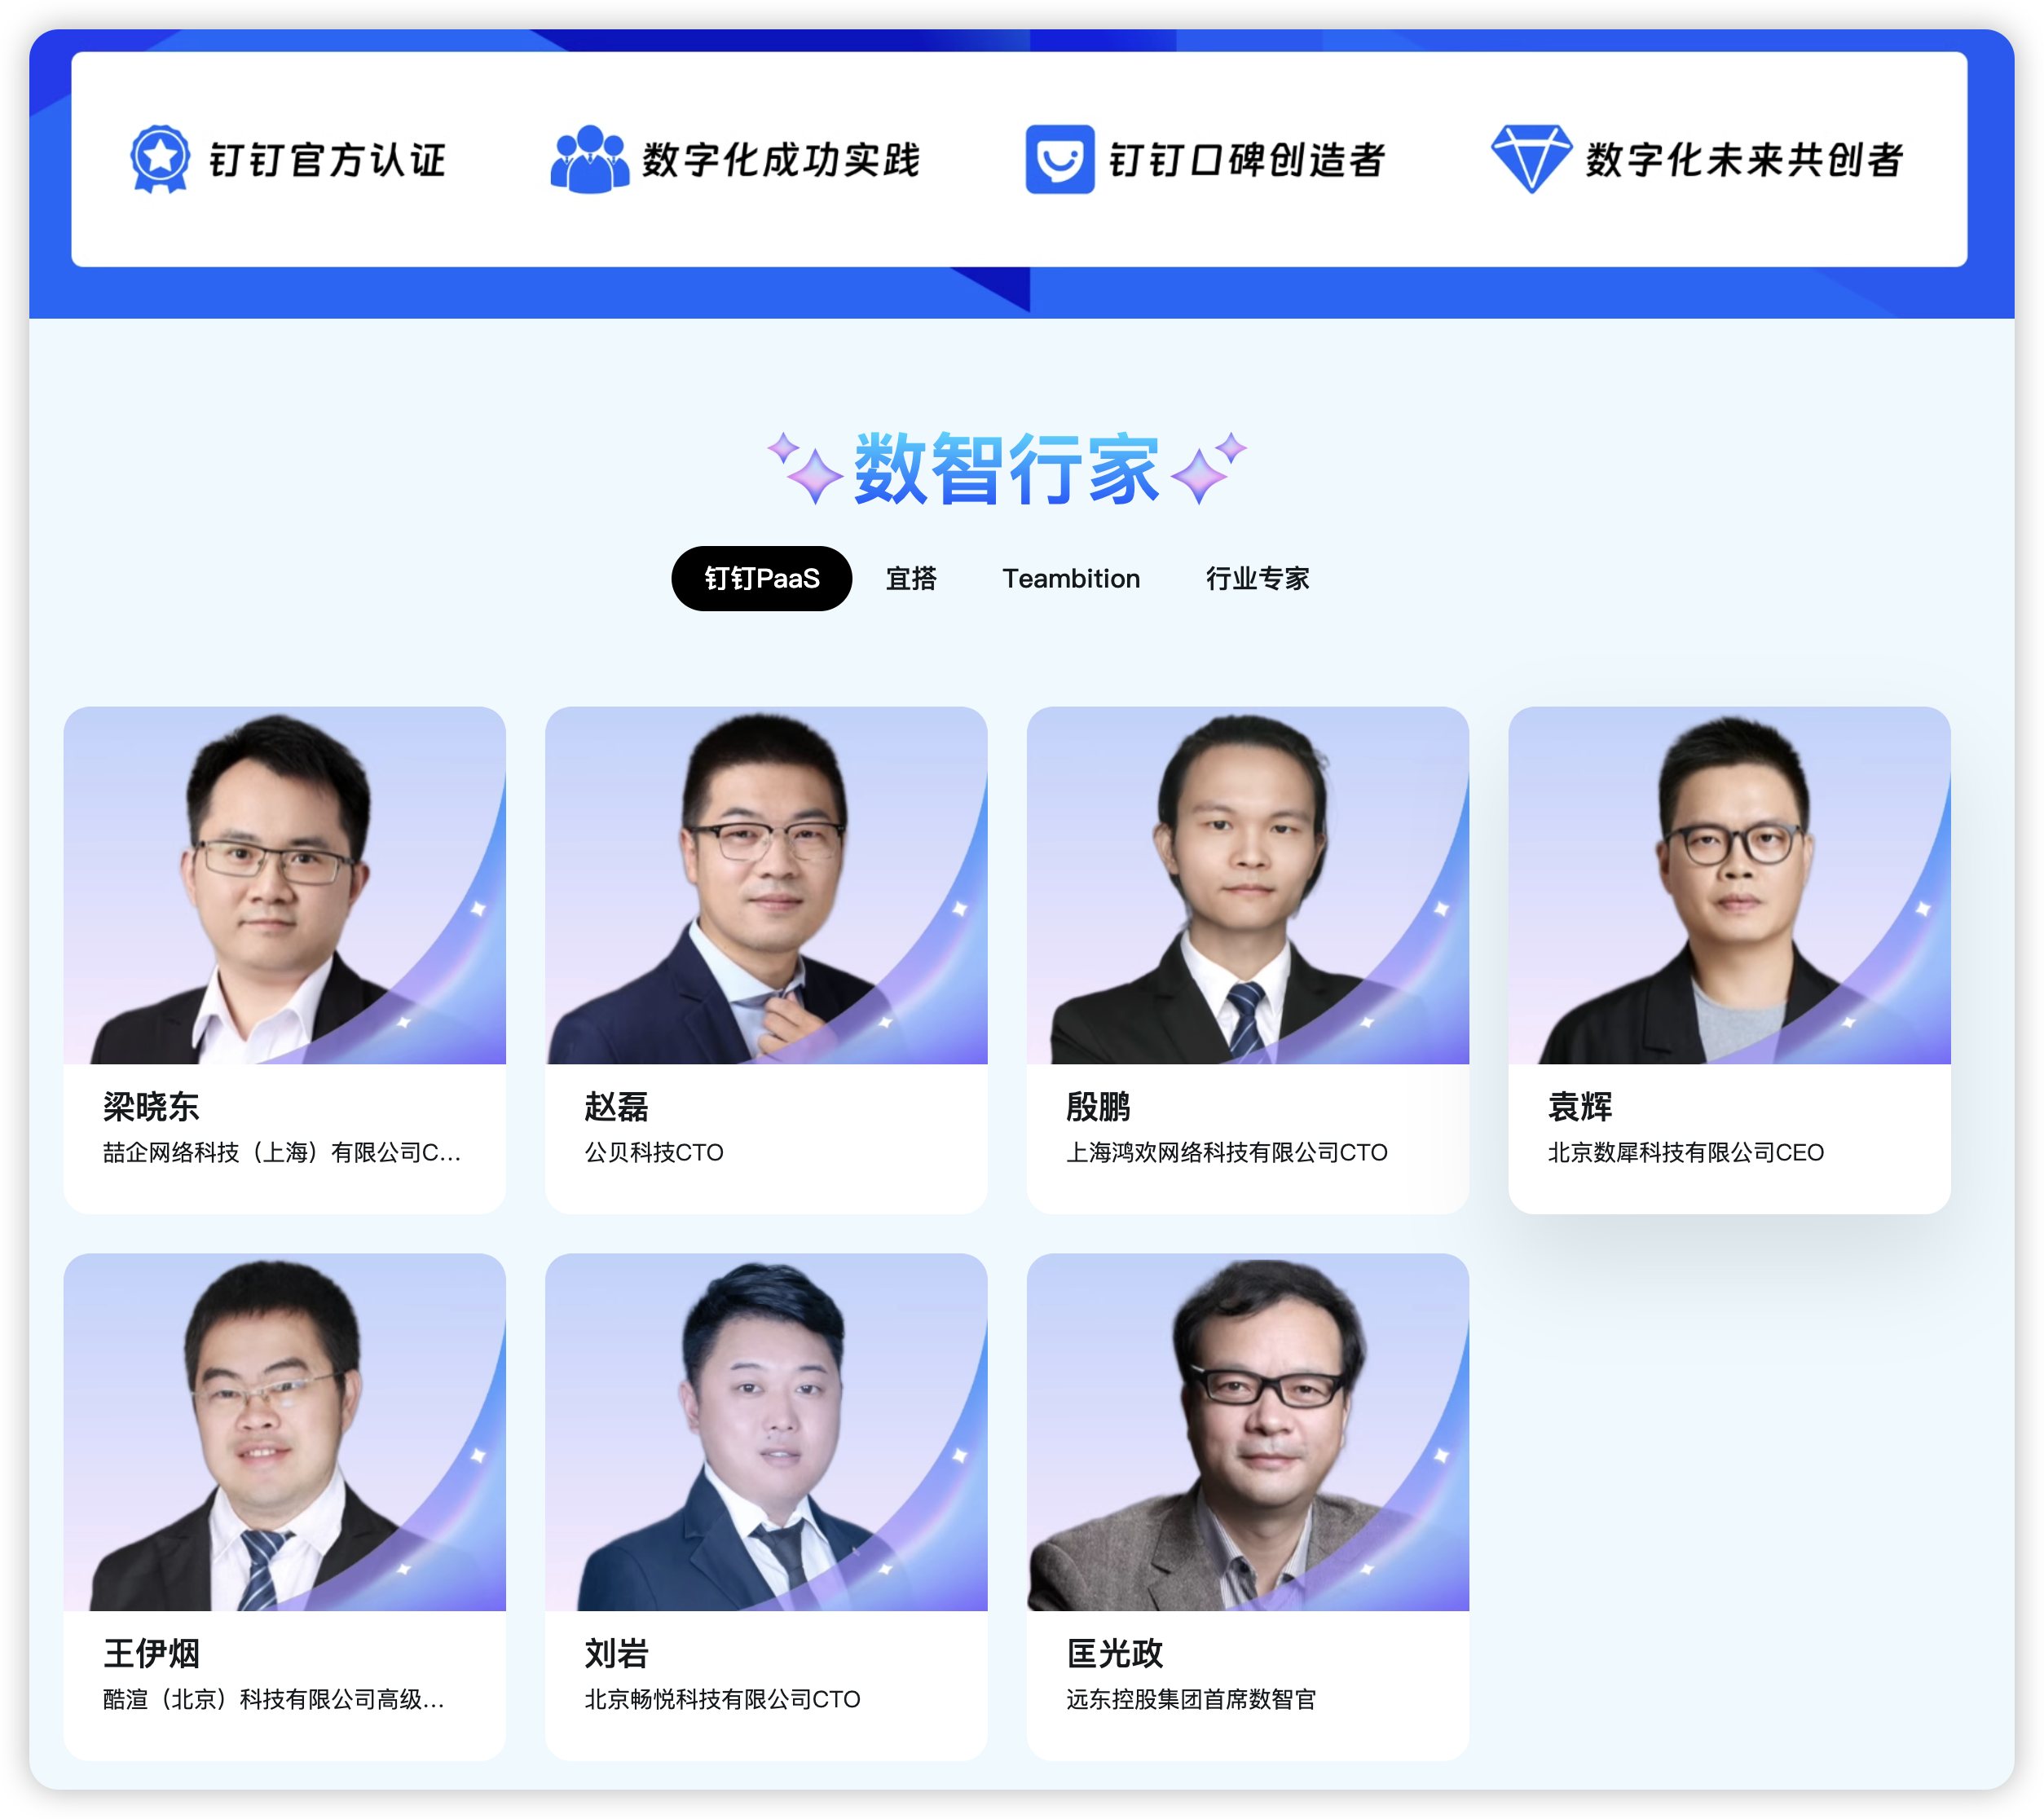 钉钉官方认证
数字化成功实践
钉钉口碑创造者
数字化未来共创者
数智行家
钉钉PaaS
宜搭
Teambition
行业专家
梁晓东
喆企网络科技（上海）有限公司C...
赵磊
公贝科技CTO
殷鹏
上海鸿欢网络科技有限公司CTO
袁辉
北京数犀科技有限公司CEO
王伊烟
酷渲（北京）科技有限公司高级...
刘岩
北京畅悦科技有限公司CTO
匡光政
远东控股集团首席数智官